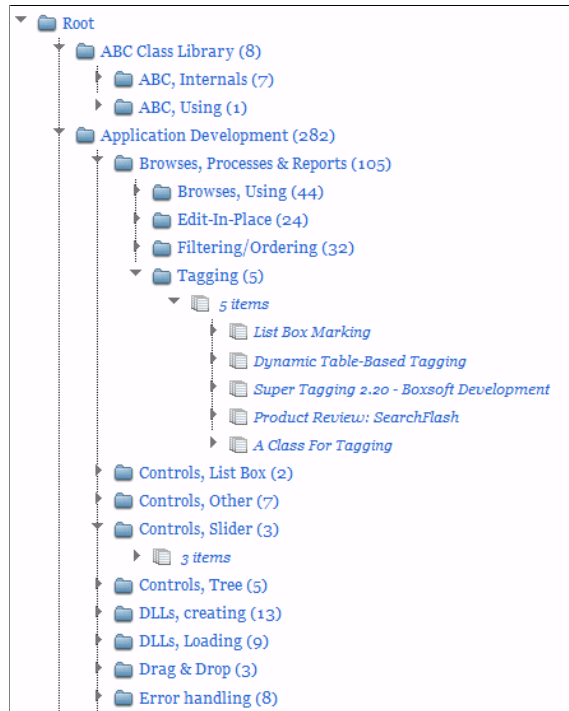 Root
ABC Class Library (8)
ABC, Internals (7)
ABC, Using (1)
Application Development (282)
Browses, Processes & Reports (105)
Browses, Using (44)
Edit-In-Place (24)
Filtering/Ordering (32)
Tagging (5)
5 items
List Box Marking
Dynamic Table-Based Tagging
Super Tagging 2.20 - Boxsoft Development
Product Review: SearchFlash
A Class For Tagging
Controls, List Box (2)
Controls, Other (7)
Controls, Slider (3)
3 items
Controls, Tree (5)
DLLs, creating (13)
DLLs, Loading (9)
Drag & Drop (3)
Error handling (8)